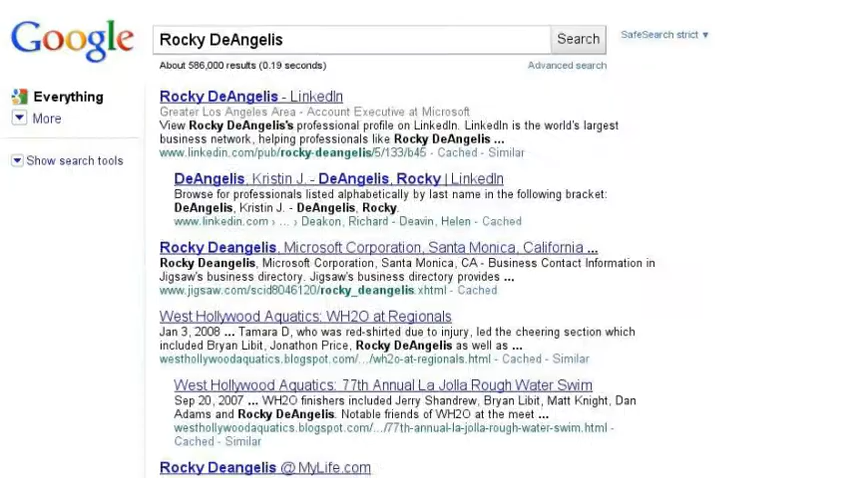 Google
Rocky DeAngelis
Search
SafeSearch strict ▼
About 586,000 results (0.19 seconds)
Advanced search
Everything
More
Show search tools
Rocky DeAngelis - LinkedIn
Greater Los Angeles Area - Account Executive at Microsoft
View Rocky DeAngelis's professional profile on LinkedIn. LinkedIn is the world's largest
business network, helping professionals like Rocky DeAngelis ...
www.linkedin.com/pub/rocky-deangelis/5/133/b45 - Cached - Similar
DeAngelis, Kristin J. - DeAngelis, Rocky | LinkedIn
Browse for professionals listed alphabetically by last name in the following bracket:
DeAngelis, Kristin J. - DeAngelis, Rocky.
www.linkedin.com › ... › Deakon, Richard - Deavin, Helen - Cached
Rocky Deangelis, Microsoft Corporation, Santa Monica, California ...
Rocky Deangelis, Microsoft Corporation, Santa Monica, CA - Business Contact Information in
Jigsaw's business directory. Jigsaw's business directory provides ...
www.jigsaw.com/scid8046120/rocky_deangelis.xhtml - Cached
West Hollywood Aquatics: WH2O at Regionals
Jan 3, 2008 ... Tamara D, who was red-shirted due to injury, led the cheering section which
included Bryan Libit, Jonathon Price, Rocky DeAngelis as well as ...
westhollywoodaquatics.blogspot.com/.../wh2o-at-regionals.html - Cached - Similar
West Hollywood Aquatics: 77th Annual La Jolla Rough Water Swim
Sep 20, 2007 ... WH2O finishers included Jerry Shandrew, Bryan Libit, Matt Knight, Dan
Adams and Rocky DeAngelis. Notable friends of WH2O at the meet ...
westhollywoodaquatics.blogspot.com/.../77th-annual-la-jolla-rough-water-swim.html -
Cached - Similar
Rocky Deangelis @ MyLife.com